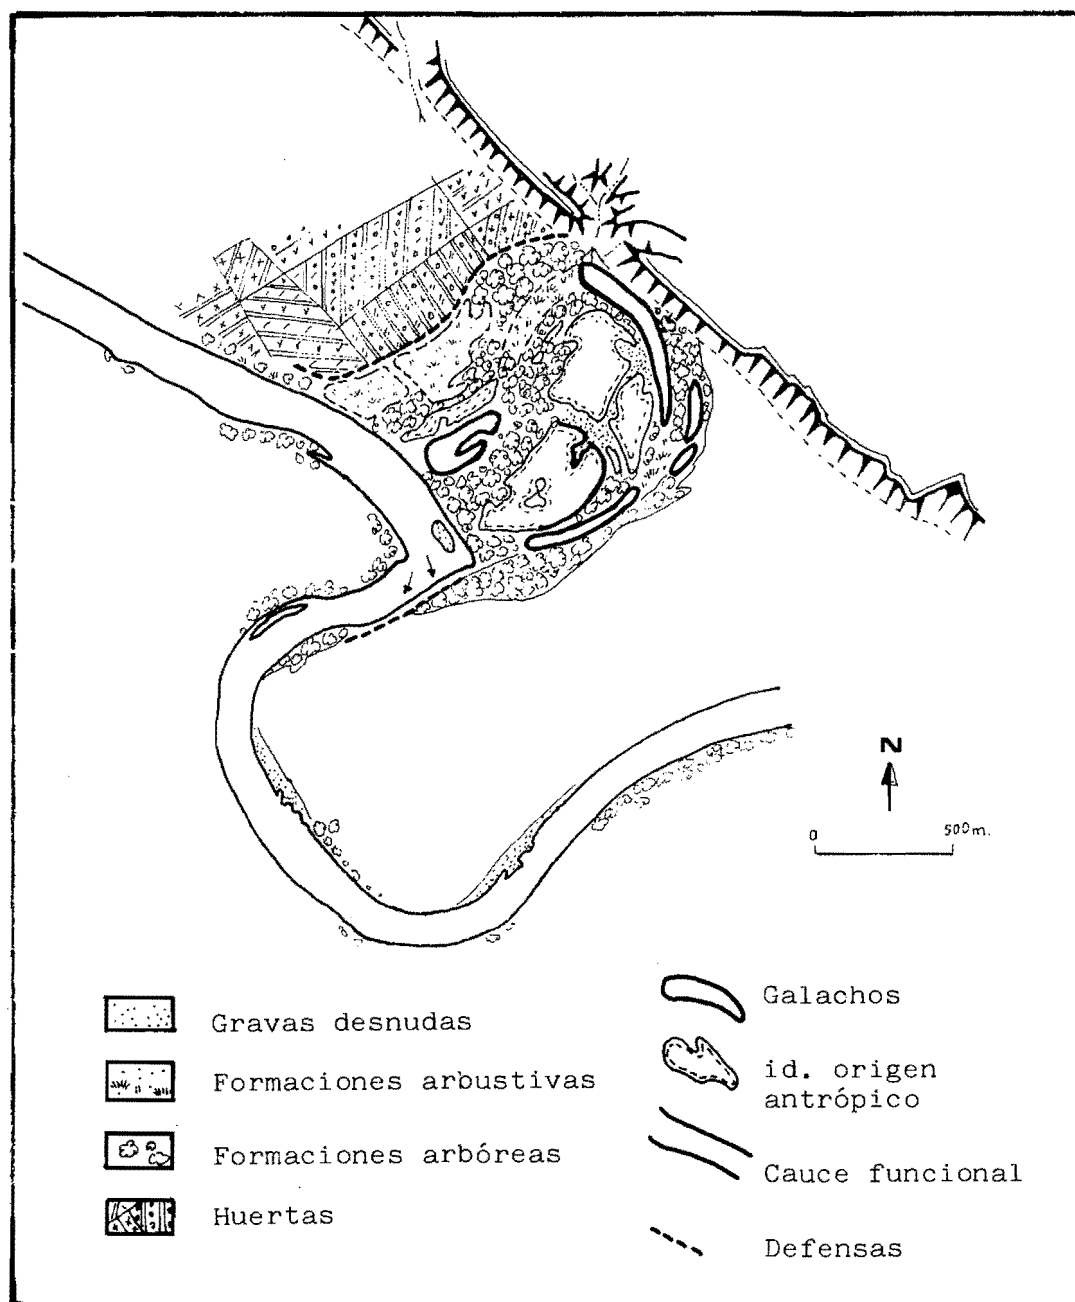 N
0 500m.
Gravas desnudas
Formaciones arbustivas
Formaciones arbóreas
Huertas
Galachos
id. origen
antrópico
Cauce funcional
Defensas